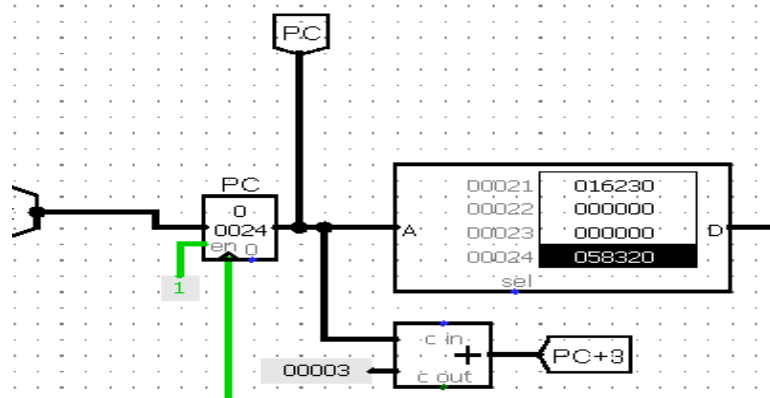 PC
PC
0
0024
en 0
1
A
00021 016230
00022 000000
00023 000000
00024 058320
D
sel
c in
+
c out
00003
PC+3